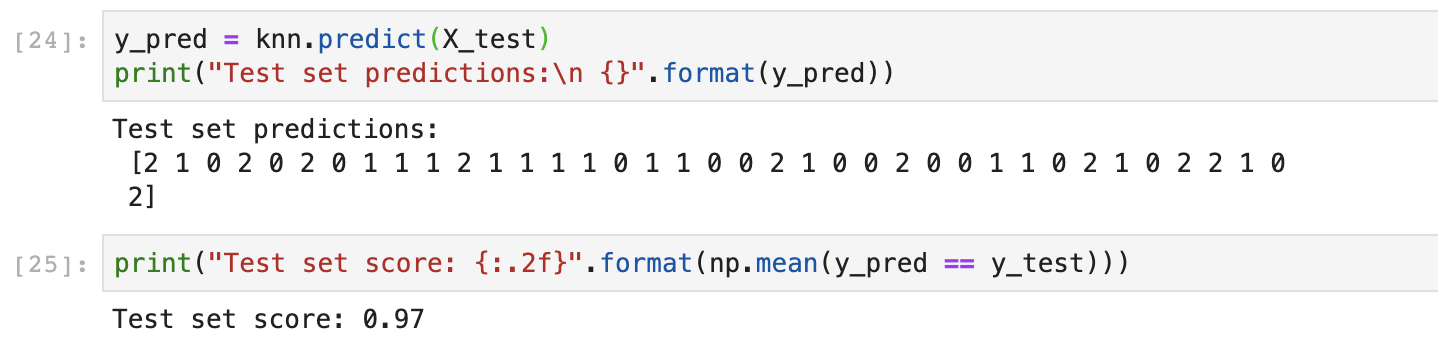 [24]: y_pred = knn.predict(X_test)
print("Test set predictions:\n {}".format(y_pred))
Test set predictions:
 [2 1 0 2 0 2 0 1 1 1 2 1 1 1 1 0 1 1 0 0 2 1 0 0 2 0 0 1 1 0 2 1 0 2 2 1 0
 2]
[25]: print("Test set score: {:.2f}".format(np.mean(y_pred == y_test)))
Test set score: 0.97